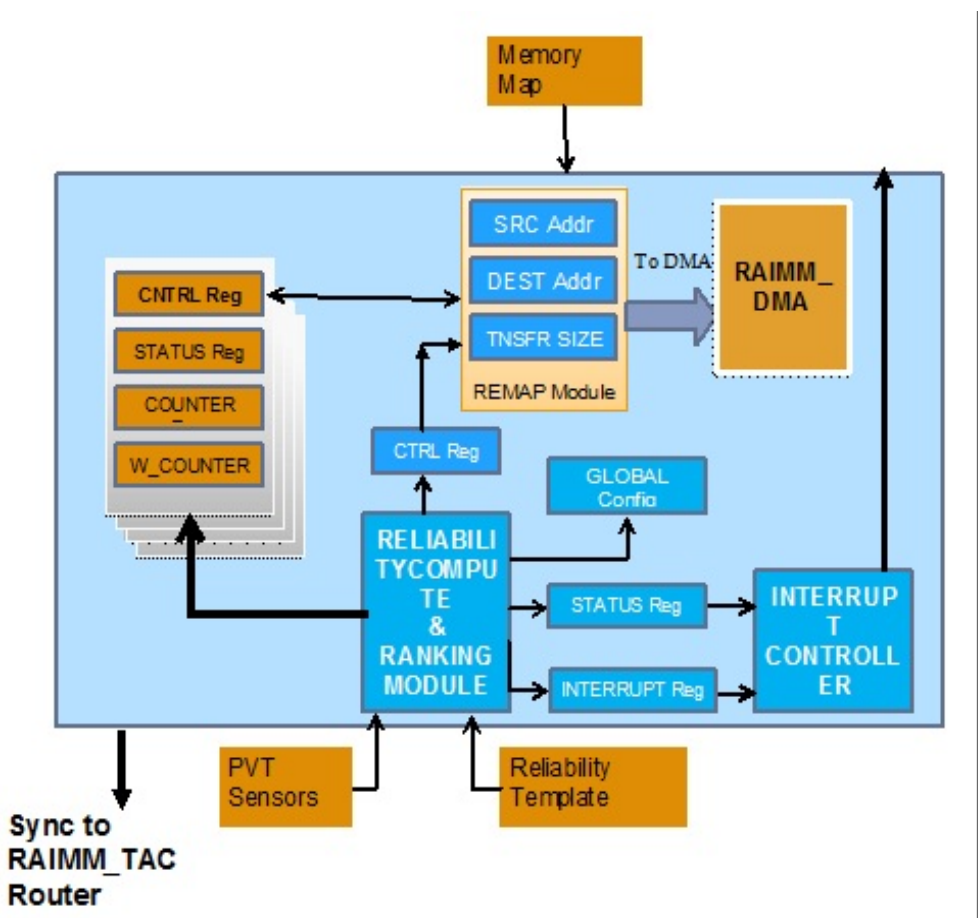 Memory
Map
SRC Addr
DEST Addr
TNSFR SIZE
REMAP Module
To DMA
RAIMM_
DMA
CNTRL Reg
STATUS Reg
COUNTER
W_COUNTER
CTRL Reg
GLOBAL
Config
RELIABILI
TYCOMPU
TE
&
RANKING
MODULE
STATUS Reg
INTERRUPT Reg
INTERRUP
T
CONTROLL
ER
PVT
Sensors
Reliability
Template
Sync to
RAIMM_TAC
Router